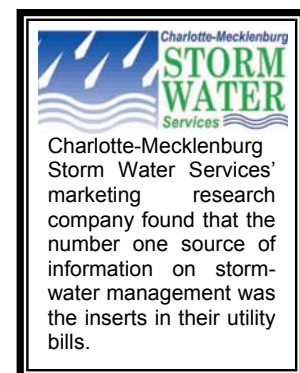 Charlotte-Mecklenburg
STORM
WATER
Services
Charlotte-Mecklenburg
Storm Water Services'
marketing research
company found that the
number one source of
information on storm-
water management was
the inserts in their utility
bills.